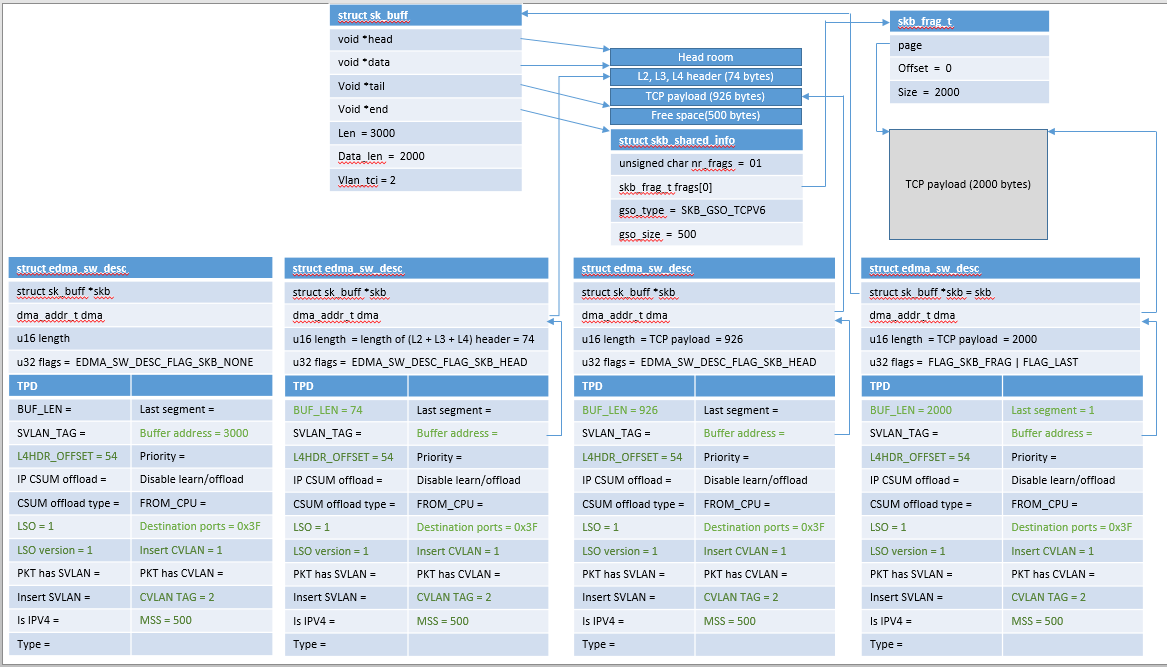 struct sk_buff
void *head
void *data
Void *tail
Void *end
Len = 3000
Data_len = 2000
Vlan_tci = 2
Head room
L2, L3, L4 header (74 bytes)
TCP payload (926 bytes)
Free space(500 bytes)
struct skb_shared_info
unsigned char nr_frags = 01
skb_frag_t frags[0]
gso_type = SKB_GSO_TCPV6
gso_size = 500
skb_frag_t
page
Offset = 0
Size = 2000
TCP payload (2000 bytes)
struct edma_sw_desc
struct sk_buff *skb
dma_addr_t dma
u16 length
u32 flags = EDMA_SW_DESC_FLAG_SKB_NONE
TPD
BUF_LEN =
Last segment =
SVLAN_TAG =
Buffer address = 3000
L4HDR_OFFSET = 54
Priority =
IP CSUM offload =
Disable learn/offload
CSUM offload type =
FROM_CPU =
LSO = 1
Destination ports = 0x3F
LSO version = 1
Insert CVLAN = 1
PKT has SVLAN =
PKT has CVLAN =
Insert SVLAN =
CVLAN TAG = 2
Is IPV4 =
MSS = 500
Type =
struct edma_sw_desc
struct sk_buff *skb
dma_addr_t dma
u16 length = length of (L2 + L3 + L4) header = 74
u32 flags = EDMA_SW_DESC_FLAG_SKB_HEAD
TPD
BUF_LEN = 74
Last segment =
SVLAN_TAG =
Buffer address =
L4HDR_OFFSET = 54
Priority =
IP CSUM offload =
Disable learn/offload
CSUM offload type =
FROM_CPU =
LSO = 1
Destination ports = 0x3F
LSO version = 1
Insert CVLAN = 1
PKT has SVLAN =
PKT has CVLAN =
Insert SVLAN =
CVLAN TAG = 2
Is IPV4 =
MSS = 500
Type =
struct edma_sw_desc
struct sk_buff *skb
dma_addr_t dma
u16 length = TCP payload = 926
u32 flags = EDMA_SW_DESC_FLAG_SKB_HEAD
TPD
BUF_LEN = 926
Last segment =
SVLAN_TAG =
Buffer address =
L4HDR_OFFSET = 54
Priority =
IP CSUM offload =
Disable learn/offload
CSUM offload type =
FROM_CPU =
LSO = 1
Destination ports = 0x3F
LSO version = 1
Insert CVLAN = 1
PKT has SVLAN =
PKT has CVLAN =
Insert SVLAN =
CVLAN TAG = 2
Is IPV4 =
MSS = 500
Type =
struct edma_sw_desc
struct sk_buff *skb = skb
dma_addr_t dma
u16 length = TCP payload = 2000
u32 flags = FLAG_SKB_FRAG | FLAG_LAST
TPD
BUF_LEN = 2000
Last segment = 1
SVLAN_TAG =
Buffer address =
L4HDR_OFFSET = 54
Priority =
IP CSUM offload =
Disable learn/offload
CSUM offload type =
FROM_CPU =
LSO = 1
Destination ports = 0x3F
LSO version = 1
Insert CVLAN = 1
PKT has SVLAN =
PKT has CVLAN =
Insert SVLAN =
CVLAN TAG = 2
Is IPV4 =
MSS = 500
Type =